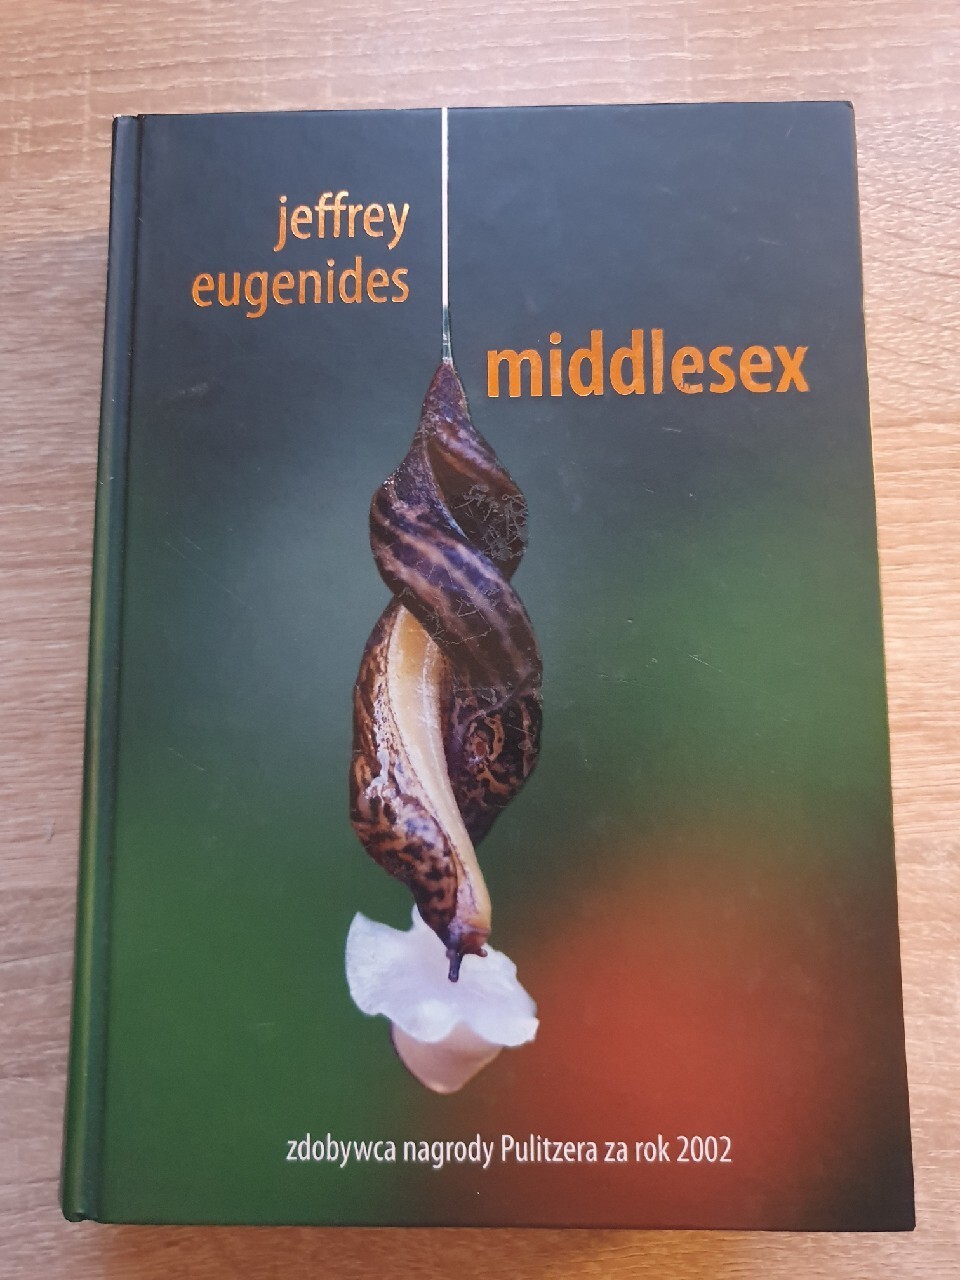 jeffrey
eugenides
middlesex
zdobywca nagrody Pulitzera za rok 2002